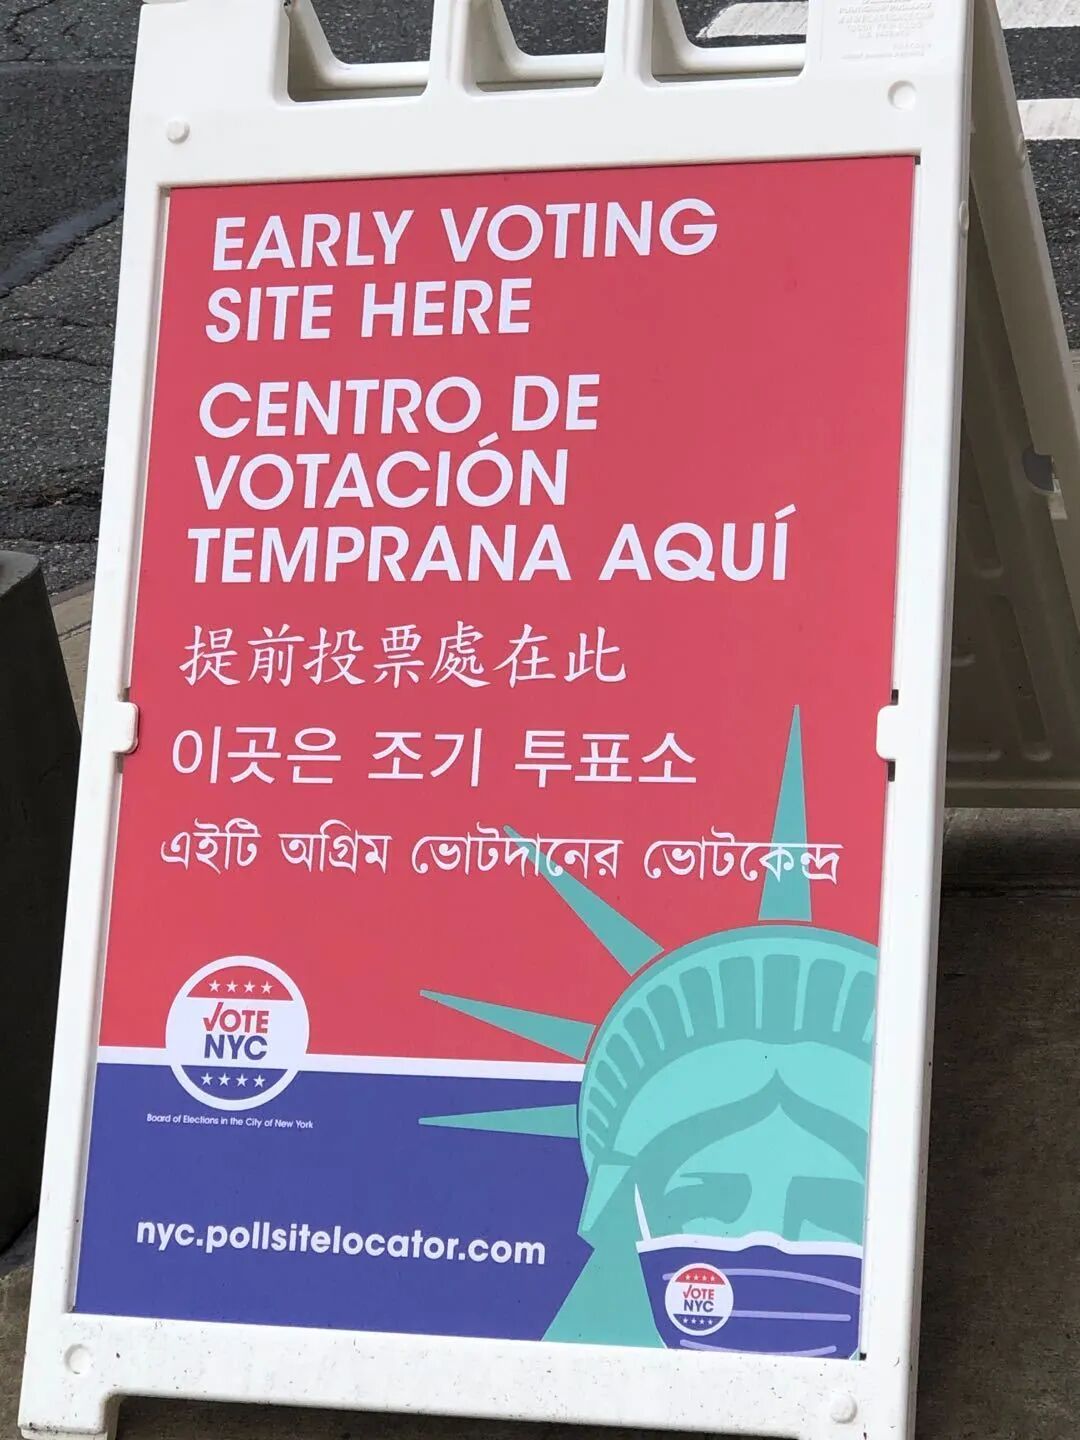 EARLY VOTING
SITE HERE
CENTRO DE
VOTACIÓN
TEMPRANA AQUÍ
提前投票處在此
이곳은 조기 투표소
এইটি অগ্রিম ভোটদানের ভোটকেন্দ্র
VOTE
NYC
Board of Elections in the City of New York
nyc.pollsitelocator.com
VOTE
NYC